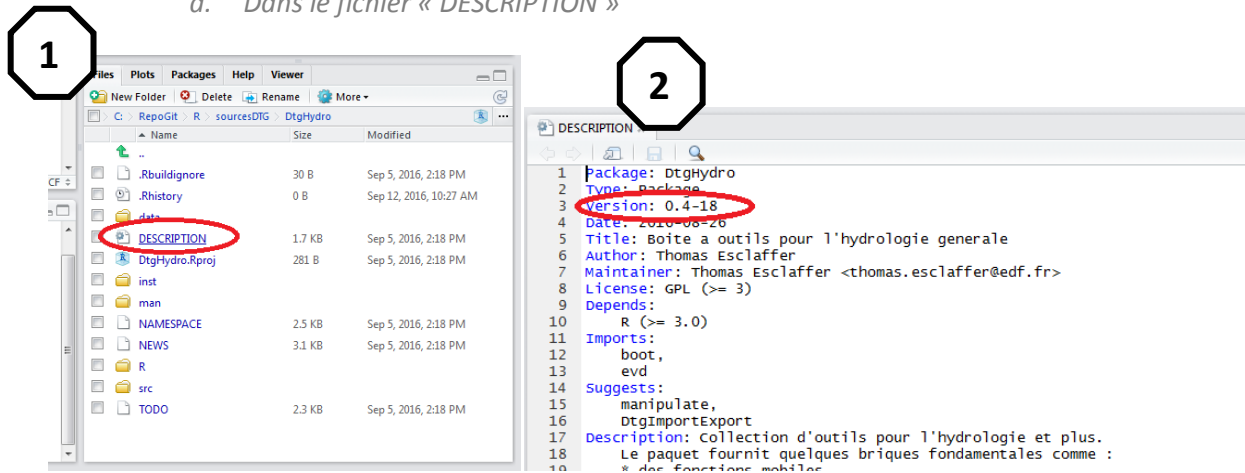 a. Dans le fichier « DESCRIPTION »
1
Files Plots Packages Help Viewer
New Folder Delete Rename More
C: RepoGit R sourcesDTG DtgHydro
Name Size Modified
..
.Rbuildignore 30 B Sep 5, 2016, 2:18 PM
.Rhistory 0 B Sep 12, 2016, 10:27 AM
data
DESCRIPTION 1.7 KB Sep 5, 2016, 2:18 PM
DtgHydro.Rproj 281 B Sep 5, 2016, 2:18 PM
inst
man
NAMESPACE 2.5 KB Sep 5, 2016, 2:18 PM
NEWS 3.1 KB Sep 5, 2016, 2:18 PM
R
src
TODO 2.3 KB Sep 5, 2016, 2:18 PM
CF
2
DESCRIPTION
1 Package: DtgHydro
2 Type: Package
3 Version: 0.4-18
4 Date: 2016-08-26
5 Title: Boite a outils pour l'hydrologie generale
6 Author: Thomas Esclaffer
7 Maintainer: Thomas Esclaffer <thomas.esclaffer@edf.fr>
8 License: GPL (>= 3)
9 Depends:
10 R (>= 3.0)
11 Imports:
12 boot,
13 evd
14 Suggests:
15 manipulate,
16 DtgImportExport
17 Description: Collection d'outils pour l'hydrologie et plus.
18 Le paquet fournit quelques briques fondamentales comme :
19 * des fonctions mobiles